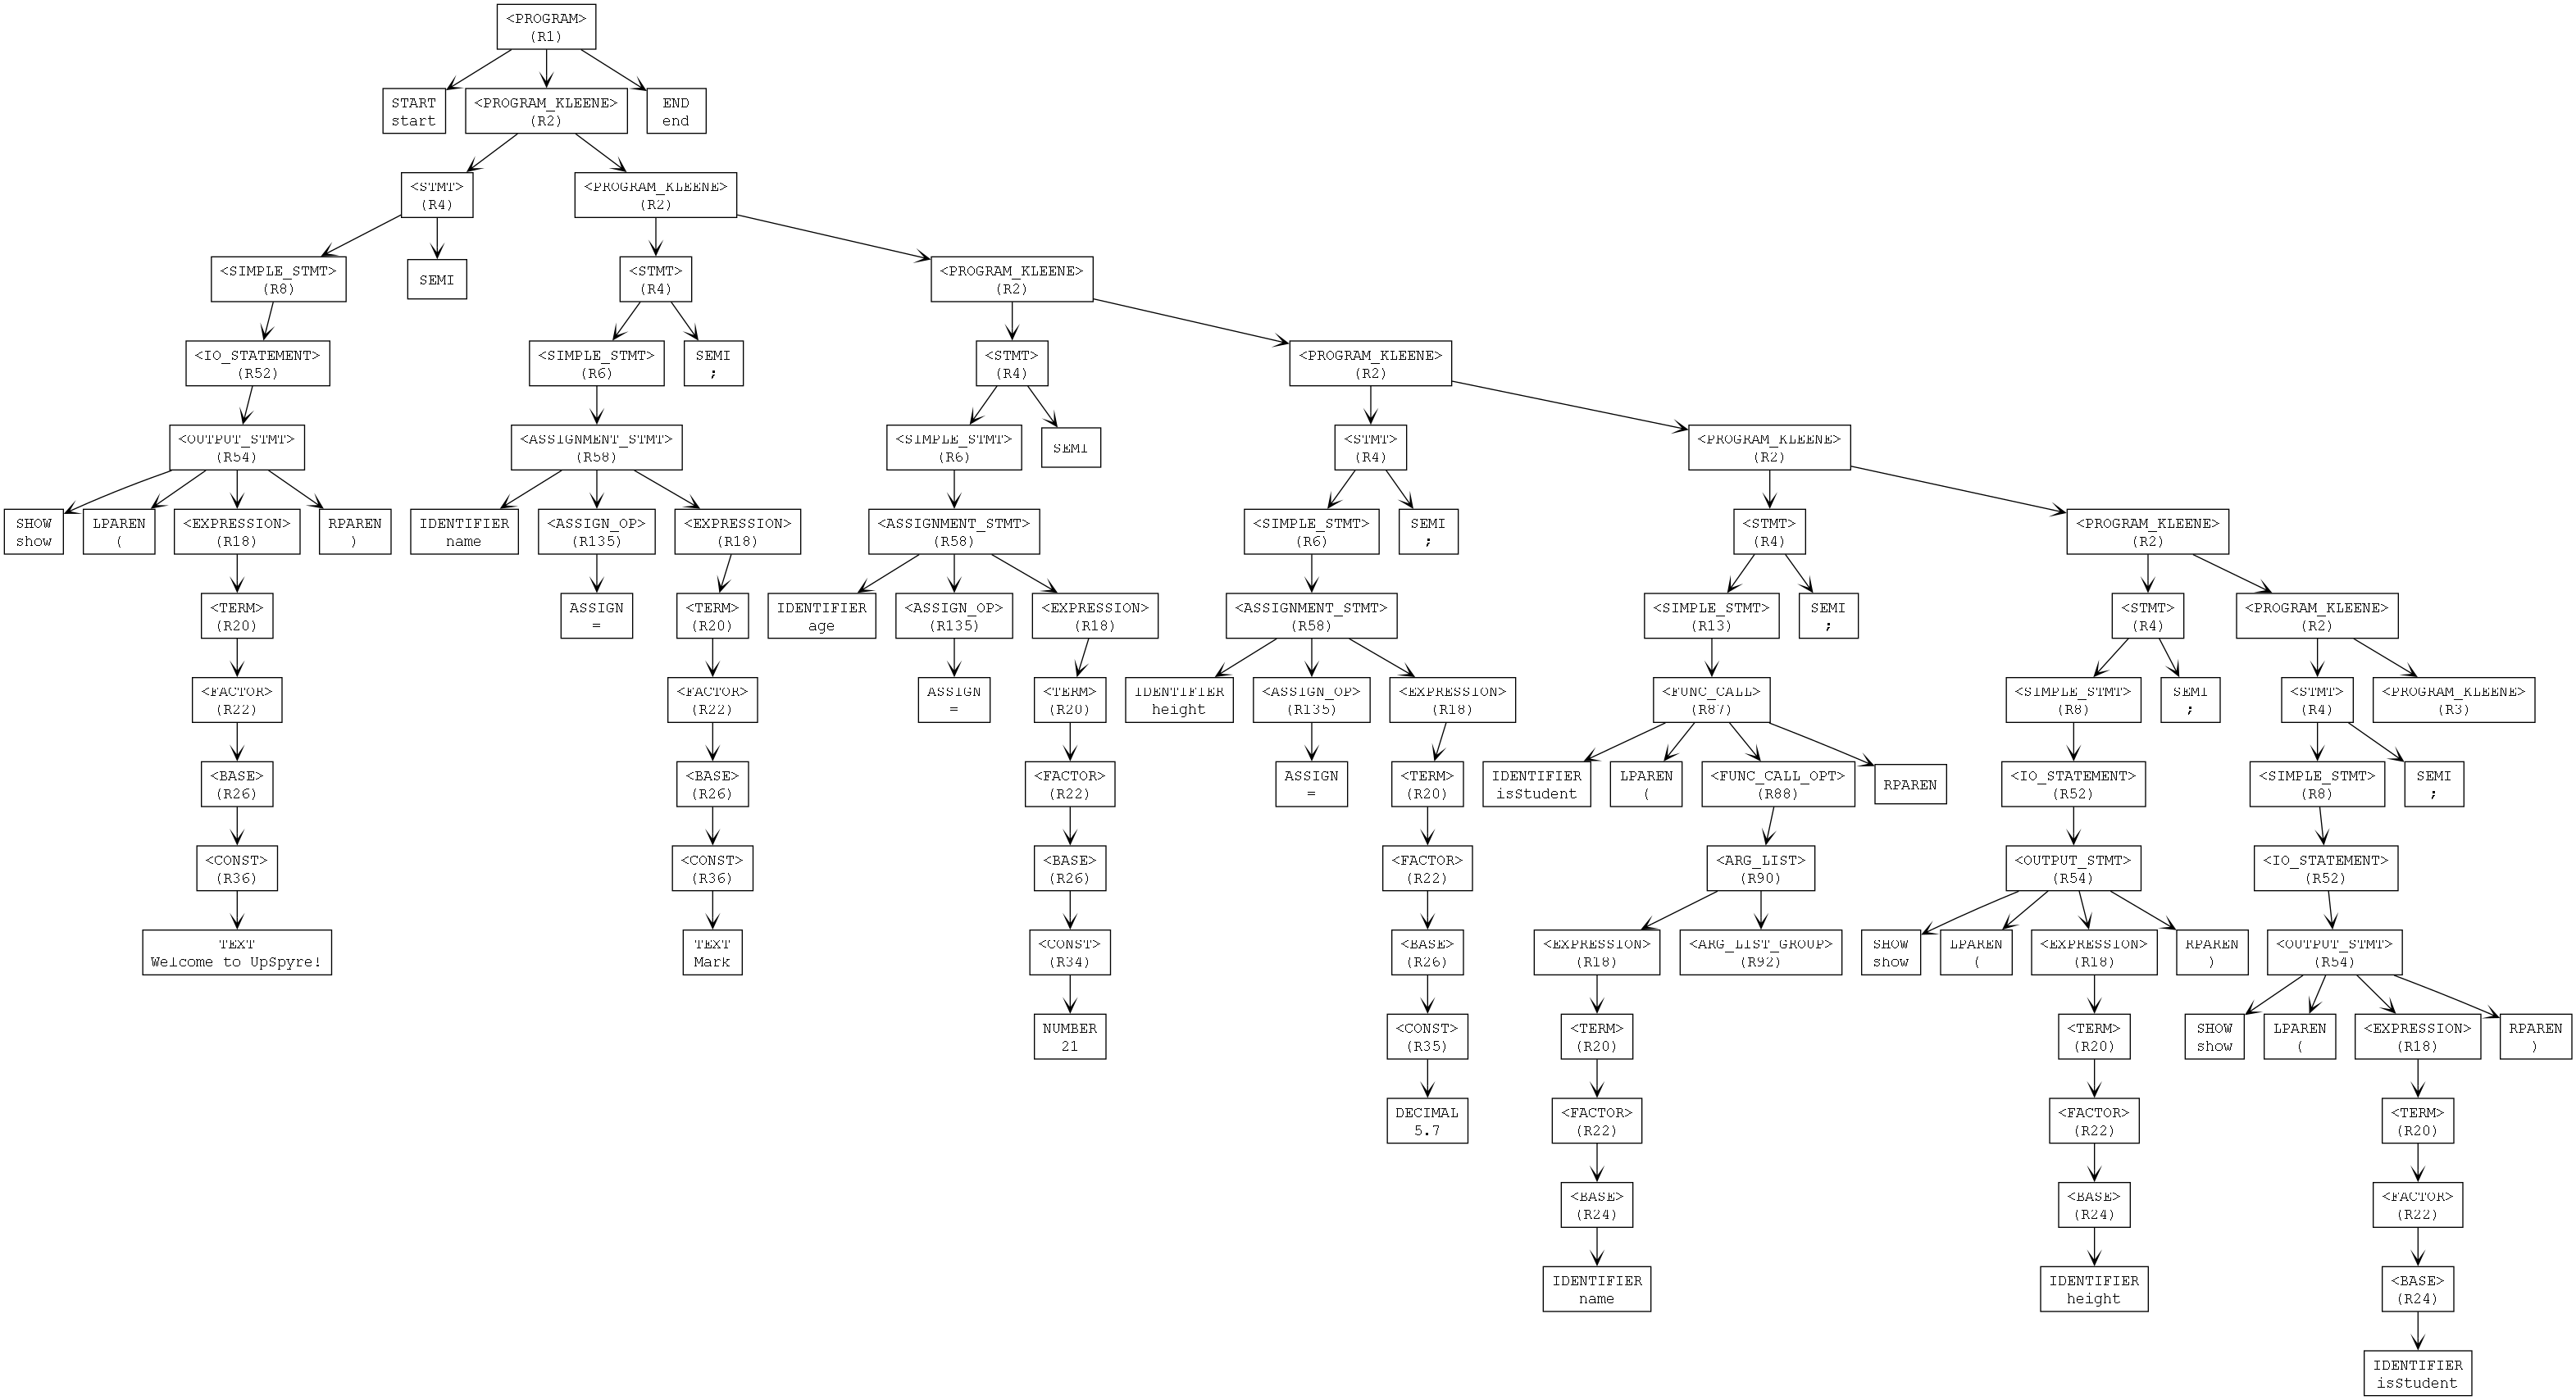 <PROGRAM>
(R1)
START
start
<PROGRAM_KLEENE>
(R2)
END
end
<STMT>
(R4)
<PROGRAM_KLEENE>
(R2)
<SIMPLE_STMT>
(R8)
SEMI
<STMT>
(R4)
<PROGRAM_KLEENE>
(R2)
<IO_STATEMENT>
(R52)
<SIMPLE_STMT>
(R6)
SEMI
;
<STMT>
(R4)
<PROGRAM_KLEENE>
(R2)
<OUTPUT_STMT>
(R54)
<ASSIGNMENT_STMT>
(R58)
<SIMPLE_STMT>
(R6)
SEMI
<STMT>
(R4)
<PROGRAM_KLEENE>
(R2)
SHOW
show
LPAREN
(
<EXPRESSION>
(R18)
RPAREN
)
IDENTIFIER
name
<ASSIGN_OP>
(R135)
<EXPRESSION>
(R18)
<ASSIGNMENT_STMT>
(R58)
<SIMPLE_STMT>
(R6)
SEMI
;
<STMT>
(R4)
<PROGRAM_KLEENE>
(R2)
<TERM>
(R20)
ASSIGN
=
<TERM>
(R20)
IDENTIFIER
age
<ASSIGN_OP>
(R135)
<EXPRESSION>
(R18)
<ASSIGNMENT_STMT>
(R58)
<SIMPLE_STMT>
(R13)
SEMI
;
<STMT>
(R4)
<PROGRAM_KLEENE>
(R2)
<FACTOR>
(R22)
<FACTOR>
(R22)
ASSIGN
=
<TERM>
(R20)
IDENTIFIER
height
<ASSIGN_OP>
(R135)
<EXPRESSION>
(R18)
<FUNC_CALL>
(R87)
<SIMPLE_STMT>
(R8)
SEMI
;
<STMT>
(R4)
<PROGRAM_KLEENE>
(R3)
<BASE>
(R26)
<BASE>
(R26)
<FACTOR>
(R22)
ASSIGN
=
<TERM>
(R20)
IDENTIFIER
isStudent
LPAREN
(
<FUNC_CALL_OPT>
(R88)
RPAREN
<IO_STATEMENT>
(R52)
<SIMPLE_STMT>
(R8)
SEMI
;
<CONST>
(R36)
<CONST>
(R36)
<BASE>
(R26)
<FACTOR>
(R22)
<ARG_LIST>
(R90)
<OUTPUT_STMT>
(R54)
<IO_STATEMENT>
(R52)
TEXT
Welcome to UpSpyre!
TEXT
Mark
<CONST>
(R34)
<BASE>
(R26)
<EXPRESSION>
(R18)
<ARG_LIST_GROUP>
(R92)
SHOW
show
LPAREN
(
<EXPRESSION>
(R18)
RPAREN
)
<OUTPUT_STMT>
(R54)
NUMBER
21
<CONST>
(R35)
<TERM>
(R20)
<TERM>
(R20)
SHOW
show
LPAREN
(
<EXPRESSION>
(R18)
RPAREN
)
DECIMAL
5.7
<FACTOR>
(R22)
<FACTOR>
(R22)
<TERM>
(R20)
<BASE>
(R24)
<BASE>
(R24)
<FACTOR>
(R22)
IDENTIFIER
name
IDENTIFIER
height
<BASE>
(R24)
IDENTIFIER
isStudent